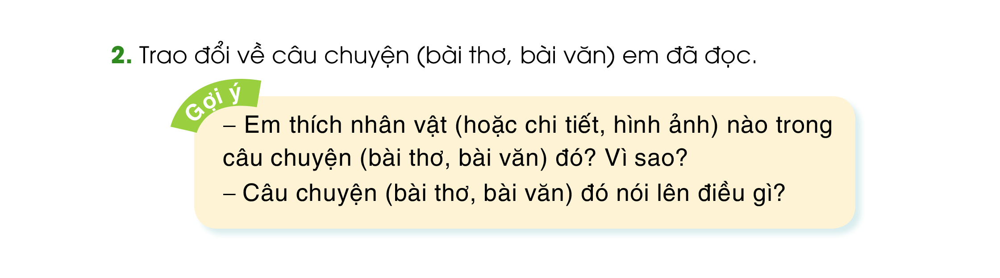 2. Trao đổi về câu chuyện (bài thơ, bài văn) em đã đọc.
Gợi ý
– Em thích nhân vật (hoặc chi tiết, hình ảnh) nào trong
câu chuyện (bài thơ, bài văn) đó? Vì sao?
– Câu chuyện (bài thơ, bài văn) đó nói lên điều gì?